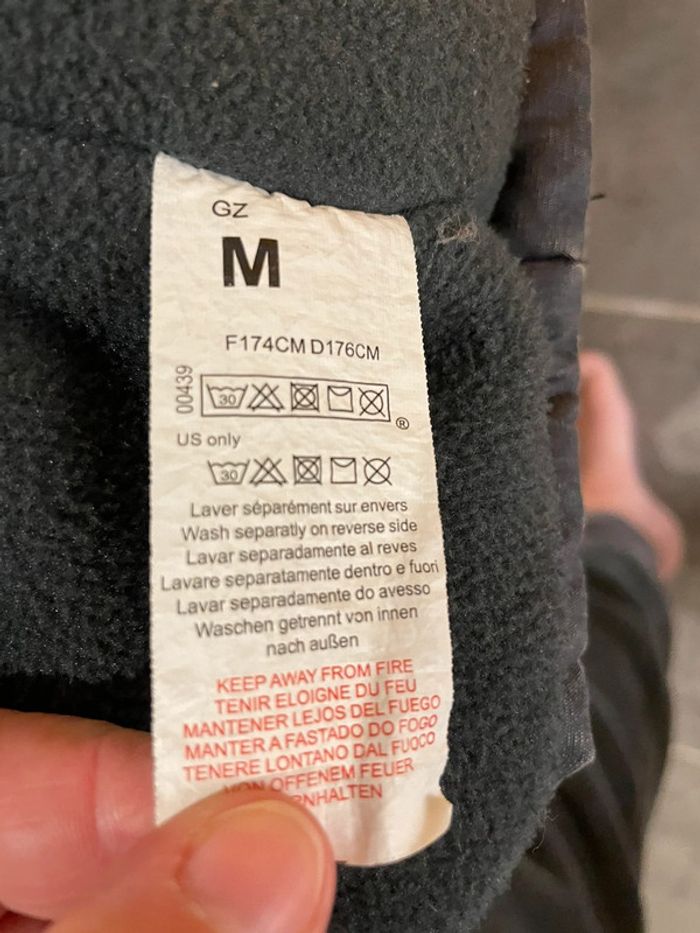 GZ
M
F174CM D176CM
00439
30
®
US only
30
Laver séparément sur envers
Wash separatly on reverse side
Lavar separadamente al reves
Lavare separatamente dentro e fuori
Lavar separadamente do avesso
Waschen getrennt von innen
nach außen
KEEP AWAY FROM FIRE
TENIR ELOIGNE DU FEU
MANTENER LEJOS DEL FUEGO
MANTER A FASTADO DO FOGO
TENERE LONTANO DAL FUOCO
VON OFFENEM FEUER